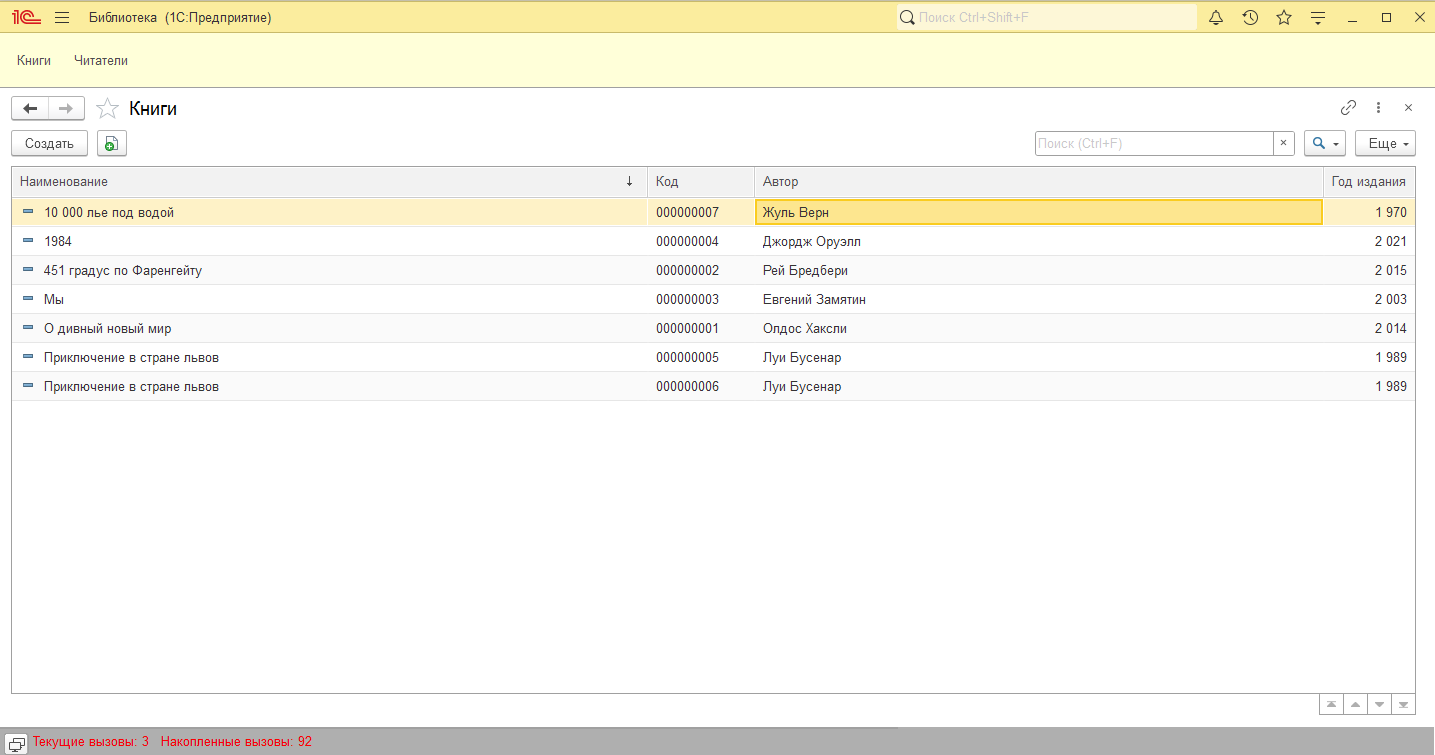 1С Библиотека (1С:Предприятие) Поиск Ctrl+Shift+F
Книги Читатели
Книги
Создать Поиск (Ctrl+F) × Еще
Наименование ↓ Код Автор Год издания
10 000 лье под водой 000000007 Жуль Верн 1 970
1984 000000004 Джордж Оруэлл 2 021
451 градус по Фаренгейту 000000002 Рей Бредбери 2 015
Мы 000000003 Евгений Замятин 2 003
О дивный новый мир 000000001 Олдос Хаксли 2 014
Приключение в стране львов 000000005 Луи Бусенар 1 989
Приключение в стране львов 000000006 Луи Бусенар 1 989
Текущие вызовы: 3 Накопленные вызовы: 92